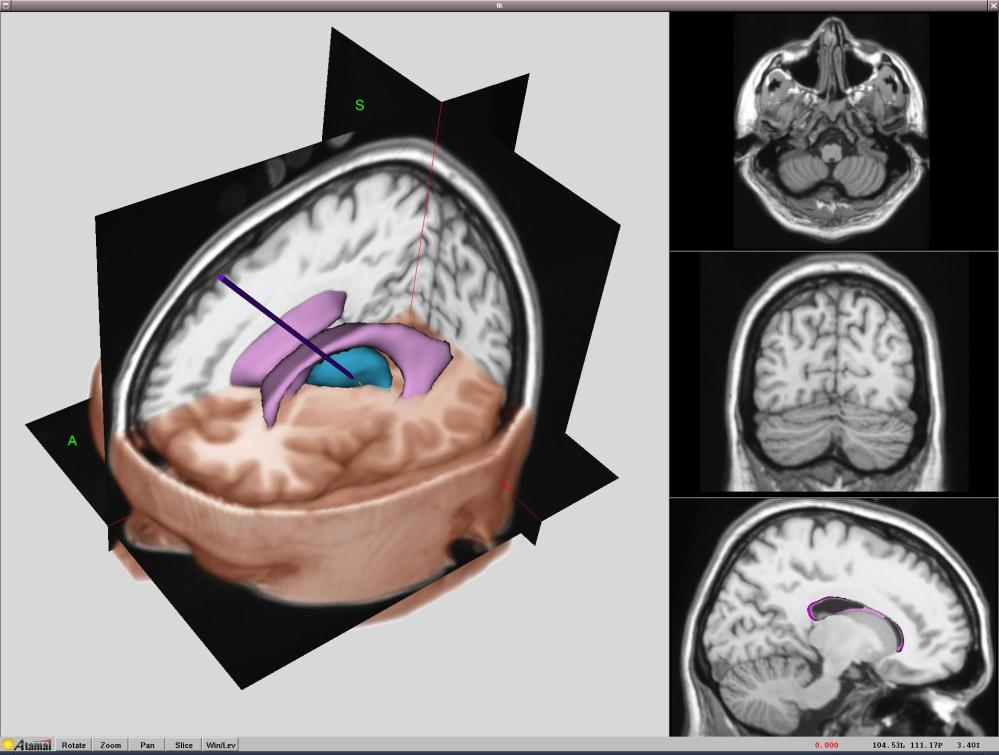 tk
S
A
L
Atamai Rotate Zoom Pan Slice Win/Lev 0.000 104.53L 111.17P 3.40I